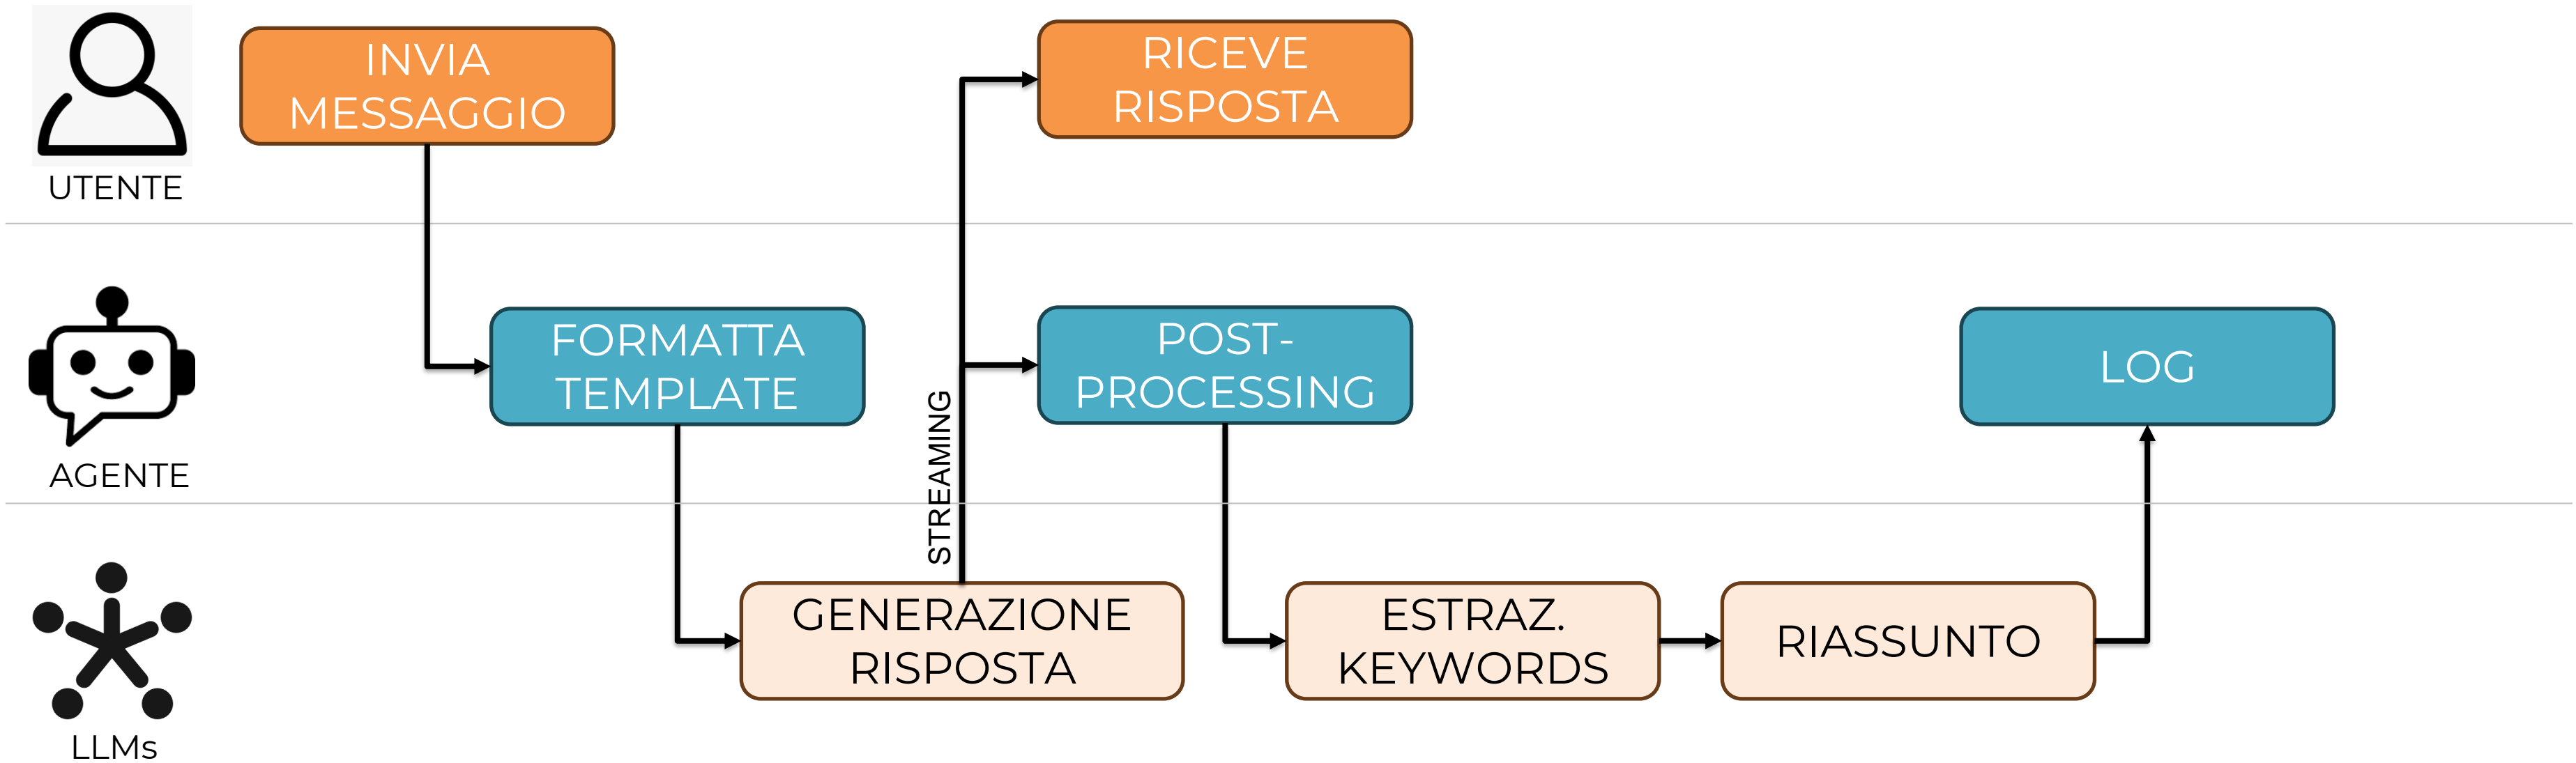 INVIA
MESSAGGIO
RICEVE
RISPOSTA
UTENTE
FORMATTA
TEMPLATE
STREAMING
POST-
PROCESSING
LOG
AGENTE
GENERAZIONE
RISPOSTA
ESTRAZ.
KEYWORDS
RIASSUNTO
LLMs